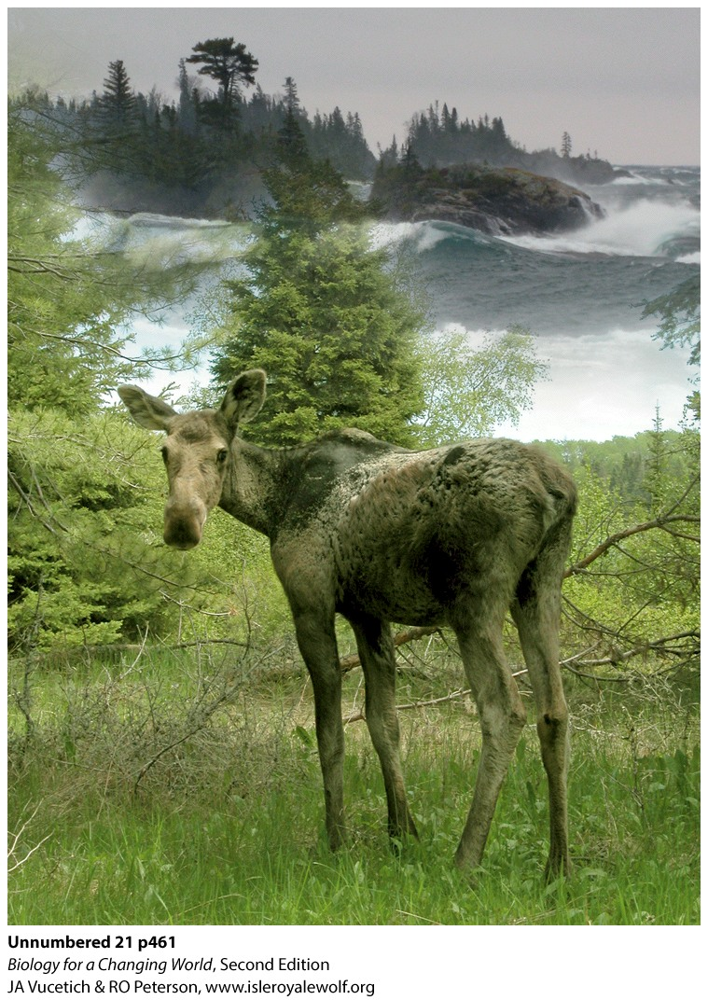 Unnumbered 21 p461
Biology for a Changing World, Second Edition
JA Vucetich & RO Peterson, www.isleroyalewolf.org